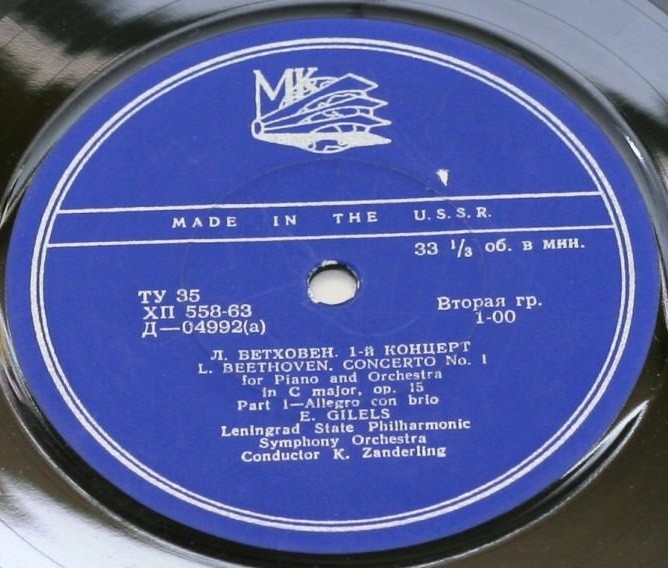 МК
MADE IN THE U.S.S.R.
33 1/3 об. в мин.
ТУ 35
ХП 558-63
Д—04992(а)
Вторая гр.
1-00
Л. БЕТХОВЕН. 1-й КОНЦЕРТ
L. BEETHOVEN. CONCERTO No. 1
for Piano and Orchestra
in C major, op. 15
Part 1—Allegro con brio
E. GILELS
Leningrad State Philharmonic
Symphony Orchestra
Conductor K. Zanderling